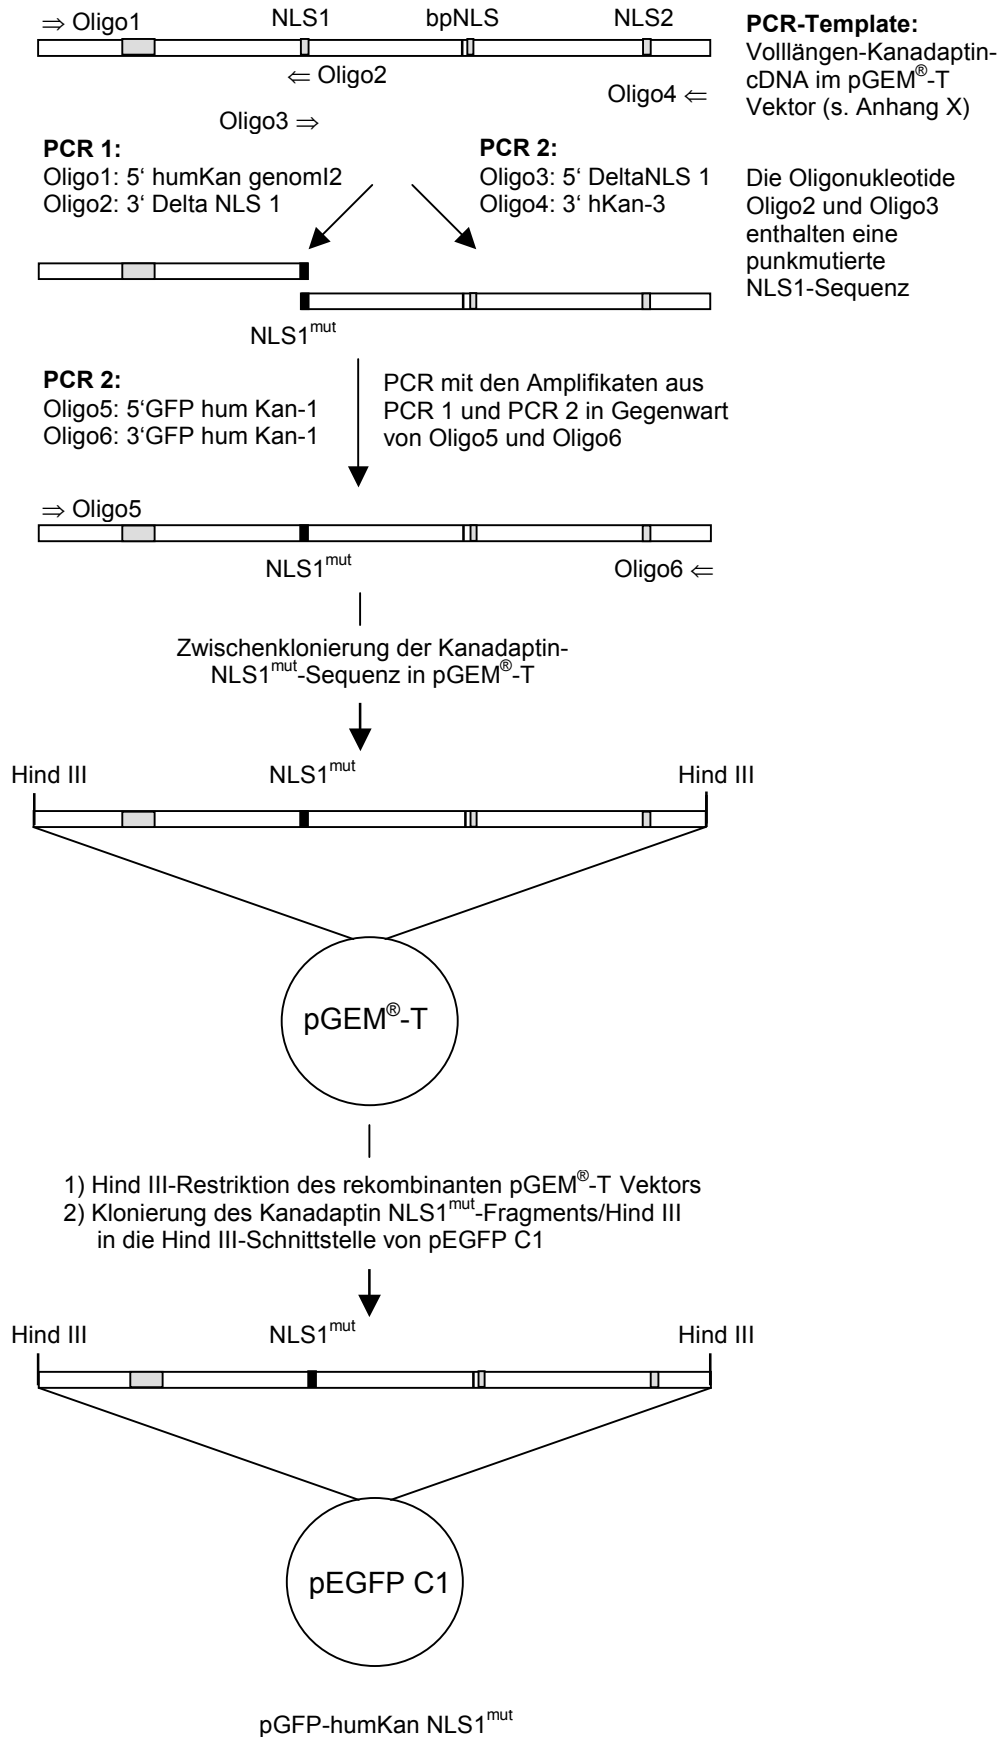 ⇒ Oligo1
NLS1
bpNLS
NLS2
⇐ Oligo2
Oligo4 ⇐
Oligo3 ⇒
PCR-Template:
Volllängen-Kanadaptin-
cDNA im pGEM®-T
Vektor (s. Anhang X)
PCR 1:
Oligo1: 5‘ humKan genomI2
Oligo2: 3‘ Delta NLS 1
PCR 2:
Oligo3: 5‘ DeltaNLS 1
Oligo4: 3‘ hKan-3
Die Oligonukleotide
Oligo2 und Oligo3
enthalten eine
punkmutierte
NLS1-Sequenz
NLS1mut
PCR 2:
Oligo5: 5‘GFP hum Kan-1
Oligo6: 3‘GFP hum Kan-1
PCR mit den Amplifikaten aus
PCR 1 und PCR 2 in Gegenwart
von Oligo5 und Oligo6
⇒ Oligo5
NLS1mut
Oligo6 ⇐
Zwischenklonierung der Kanadaptin-
NLS1mut-Sequenz in pGEM®-T
Hind III
NLS1mut
Hind III
pGEM®-T
1) Hind III-Restriktion des rekombinanten pGEM®-T Vektors
2) Klonierung des Kanadaptin NLS1mut-Fragments/Hind III
in die Hind III-Schnittstelle von pEGFP C1
Hind III
NLS1mut
Hind III
pEGFP C1
pGFP-humKan NLS1mut